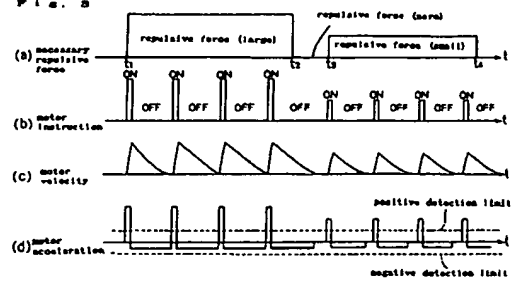 repulsive force (zero)
repulsive force (large)
repulsive force (small)
(a) necessary repulsive force
t1 t2 t3 t4 t
ON ON ON ON ON ON ON ON
OFF OFF OFF OFF OFF OFF OFF OFF
(b) motor instruction
t
(c) motor velocity
t
positive detection limit
(d) motor acceleration
t
negative detection limit